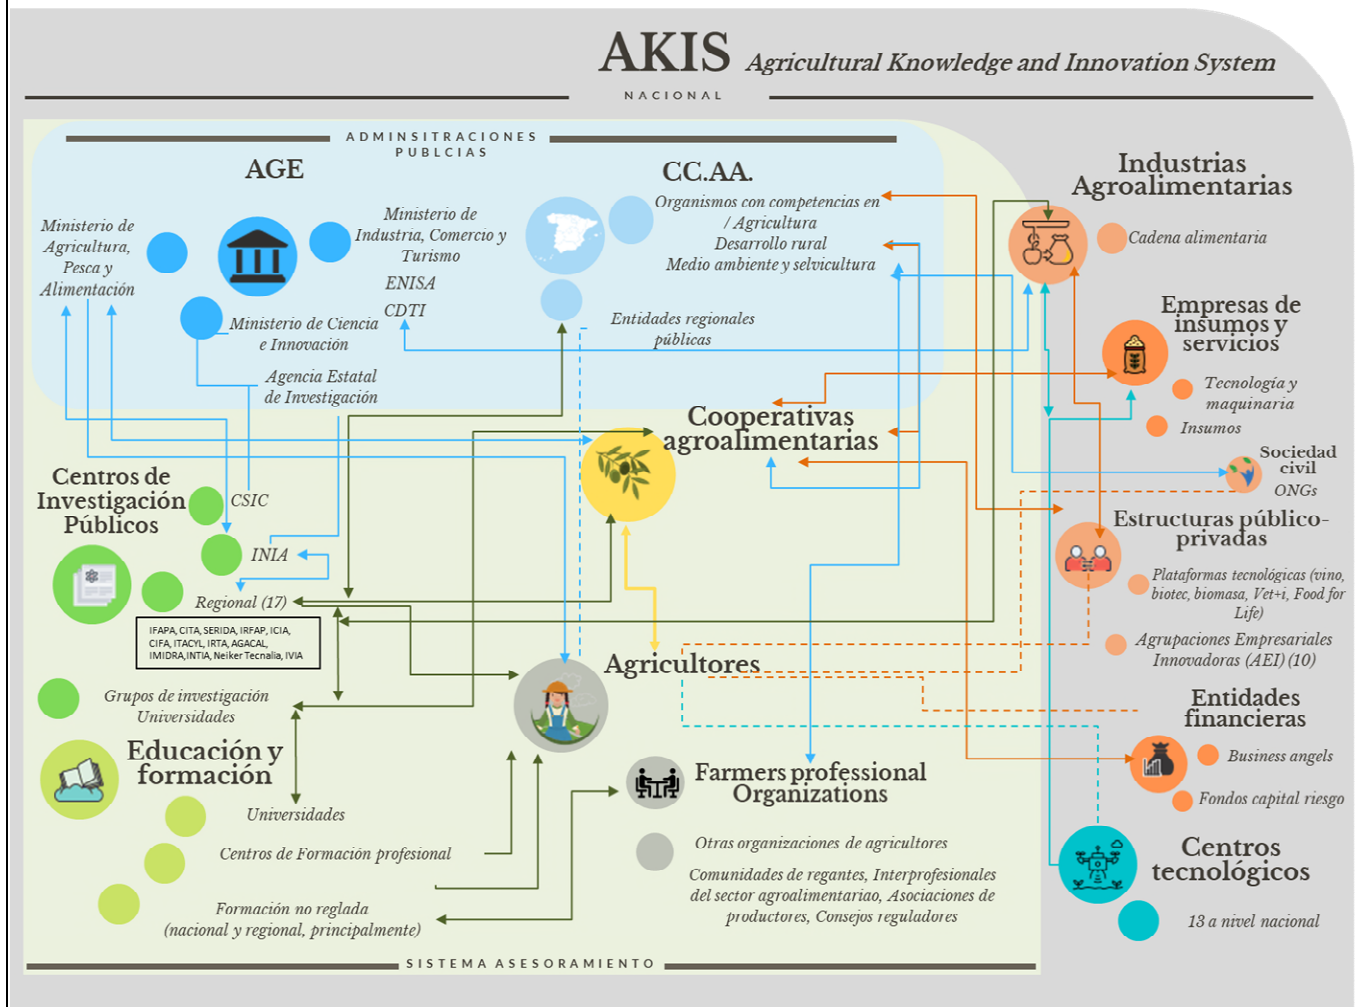 AKIS Agricultural Knowledge and Innovation System
NACIONAL
ADMINSITRACIONES
PUBLCIAS
AGE
Ministerio de
Agricultura,
Pesca y
Alimentación
Ministerio de
Industria, Comercio y
Turismo
ENISA
CDTI
Ministerio de Ciencia
e Innovación
Agencia Estatal
de Investigación
CC.AA.
Organismos con competencias en
/ Agricultura
Desarrollo rural
Medio ambiente y selvicultura
Entidades regionales
públicas
Industrias
Agroalimentarias
Cadena alimentaria
Empresas de
insumos y
servicios
Tecnología y
maquinaria
Insumos
Sociedad
civil
ONGs
Estructuras público-
privadas
Plataformas tecnológicas (vino,
biotec, biomasa, Vet+i, Food for
Life)
Agrupaciones Empresariales
Innovadoras (AEI) (10)
Entidades
financieras
Business angels
Fondos capital riesgo
Centros
tecnológicos
13 a nivel nacional
Cooperativas
agroalimentarias
Centros de
Investigación
Públicos
CSIC
INIA
Regional (17)
IFAPA, CITA, SERIDA, IRFAP, ICIA,
CIFA, ITACYL, IRTA, AGACAL,
IMIDRA,INTIA, Neiker Tecnalia, IVIA
Grupos de investigación
Universidades
Agricultores
Educación y
formación
Universidades
Centros de Formación profesional
Formación no reglada
(nacional y regional, principalmente)
Farmers professional
Organizations
Otras organizaciones de agricultores
Comunidades de regantes, Interprofesionales
del sector agroalimentariao, Asociaciones de
productores, Consejos reguladores
SISTEMA ASESORAMIENTO